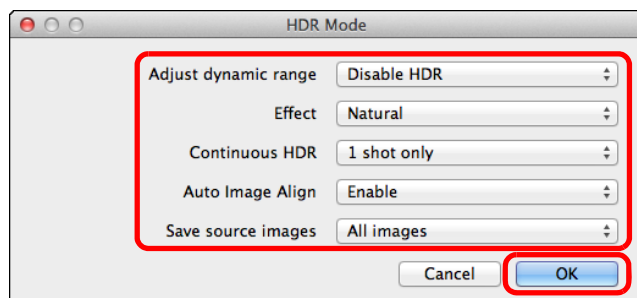 HDR Mode
Adjust dynamic range Disable HDR
Effect Natural
Continuous HDR 1 shot only
Auto Image Align Enable
Save source images All images
Cancel OK